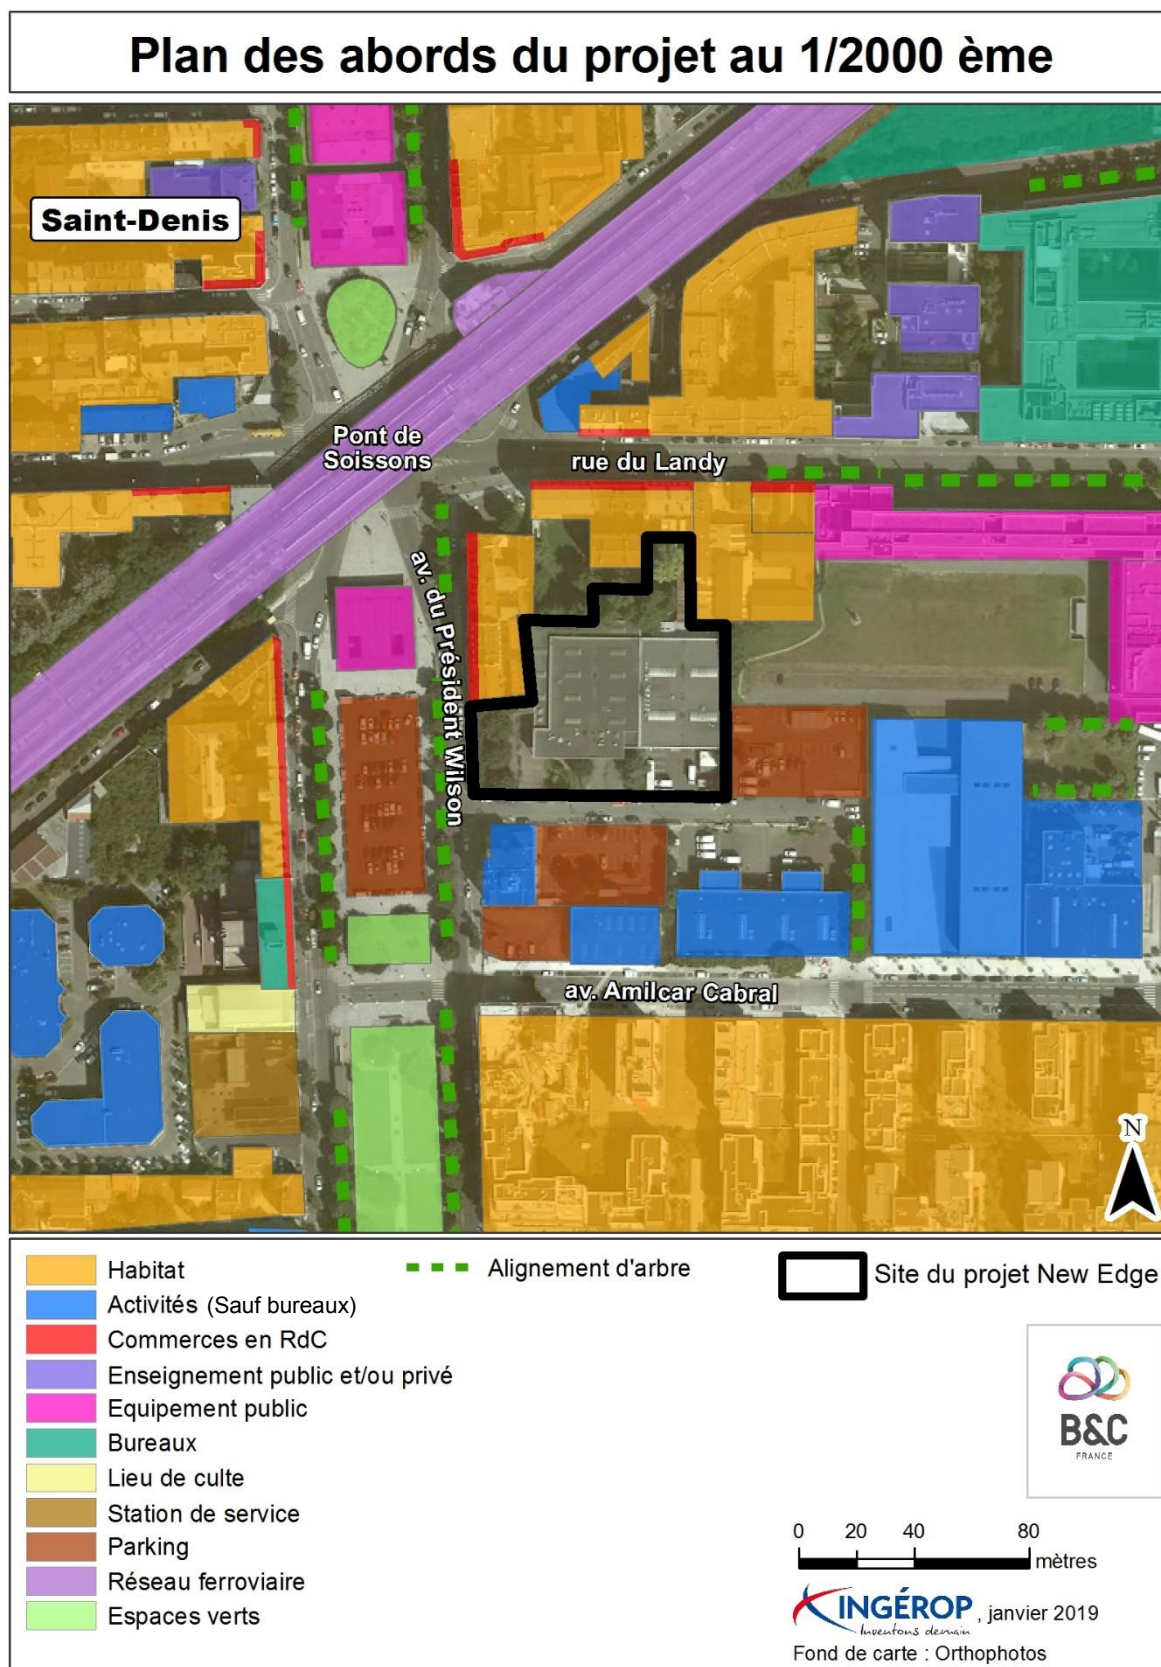 Plan des abords du projet au 1/2000 ème
Saint-Denis
Pont de
Soissons
rue du Landy
av. du Président Wilson
av. Amilcar Cabral
N
Habitat
Activités (Sauf bureaux)
Commerces en RdC
Enseignement public et/ou privé
Equipement public
Bureaux
Lieu de culte
Station de service
Parking
Réseau ferroviaire
Espaces verts
Alignement d'arbre
Site du projet New Edge
B&C
FRANCE
0 20 40 80
mètres
INGÉROP , janvier 2019
Inventons demain
Fond de carte : Orthophotos